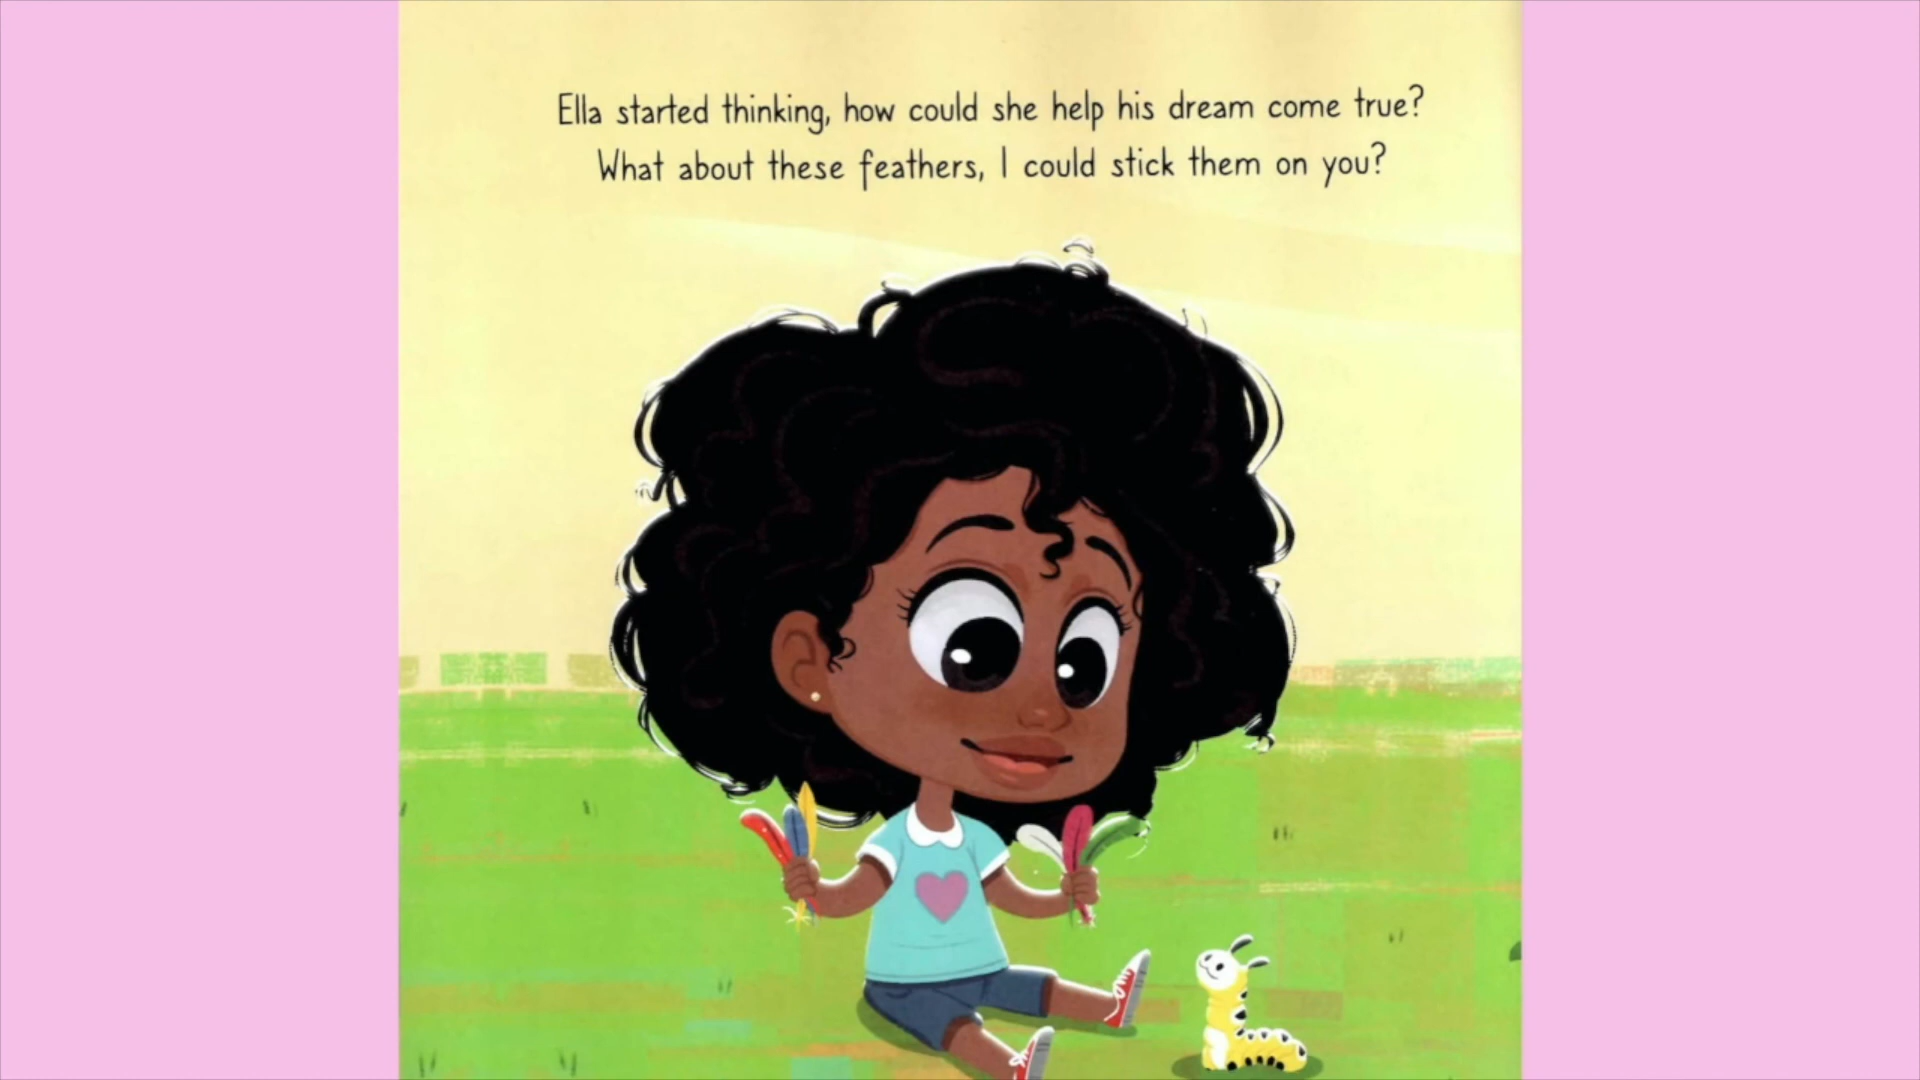 Ella started thinking, how could she help his dream come true?
What about these feathers, I could stick them on you?